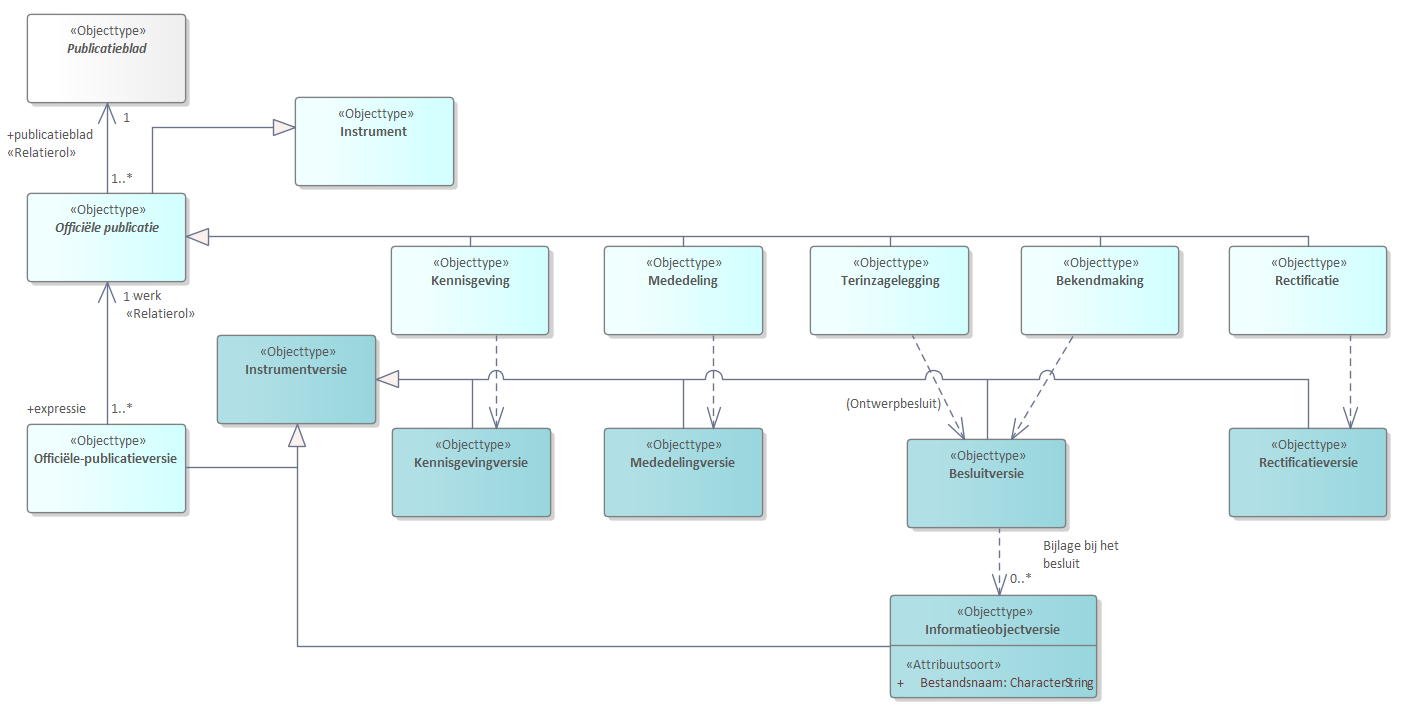 «Objecttype»
Publicatieblad
1
+publicatieblad
«Relatierol»
1..*
«Objecttype»
Instrument
«Objecttype»
Officiële publicatie
1
werk
«Relatierol»
«Objecttype»
Kennisgeving
«Objecttype»
Mededeling
«Objecttype»
Terinzagelegging
«Objecttype»
Bekendmaking
«Objecttype»
Rectificatie
«Objecttype»
Instrumentversie
+expressie
1..*
(Ontwerpbesluit)
«Objecttype»
Officiële-publicatieversie
«Objecttype»
Kennisgevingversie
«Objecttype»
Mededelingversie
«Objecttype»
Besluitversie
«Objecttype»
Rectificatieversie
Bijlage bij het
besluit
0..*
«Objecttype»
Informatieobjectversie
«Attribuutsoort»
+ Bestandsnaam: CharacterString